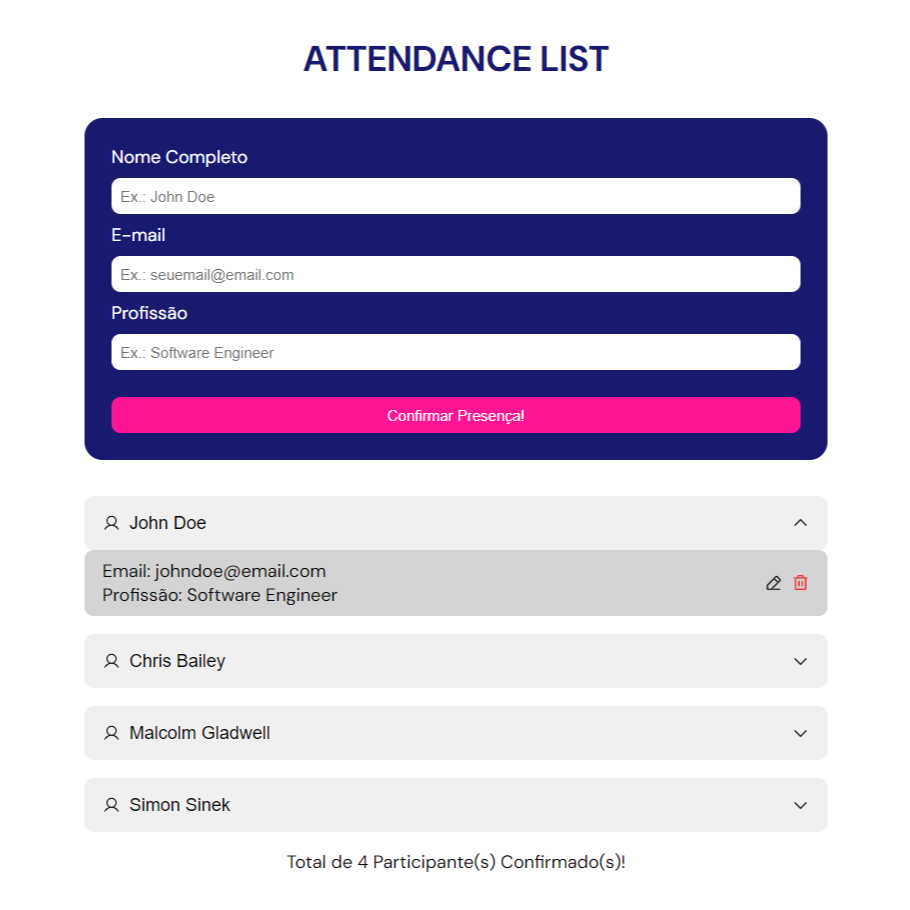 ATTENDANCE LIST
Nome Completo
Ex.: John Doe
E-mail
Ex.: seuemail@email.com
Profissão
Ex.: Software Engineer
Confirmar Presença!
John Doe
Email: johndoe@email.com
Profissão: Software Engineer
Chris Bailey
Malcolm Gladwell
Simon Sinek
Total de 4 Participante(s) Confirmado(s)!